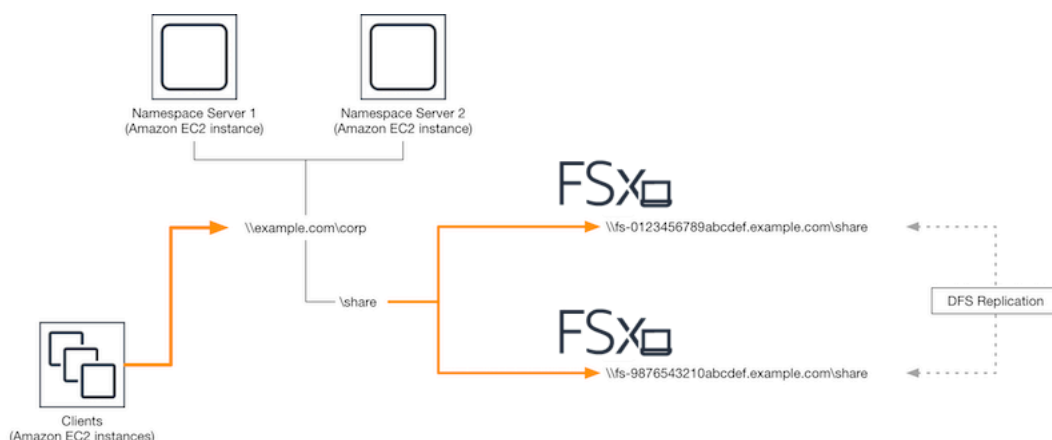 Namespace Server 1
(Amazon EC2 instance)
Namespace Server 2
(Amazon EC2 instance)
FSx
\\example.com\corp
\\fs-0123456789abcdef.example.com\share
\share
DFS Replication
FSx
\\fs-9876543210abcdef.example.com\share
Clients
(Amazon EC2 instances)